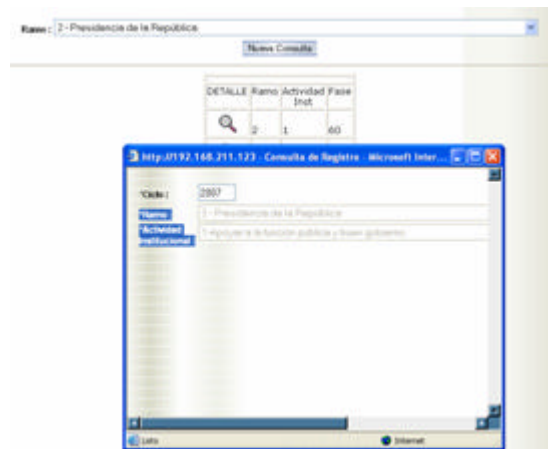 Ramo : 2 - Presidencia de la República
Nueva Consulta
DETALLE Ramo Actividad Inst Fase
2 1 60
http://192.168.211.123 - Consulta de Registro - Microsoft Inter...
*Ciclo : 2007
*Ramo - Presidencia de la República
*Actividad Institucional 1-Apoyar a la función pública y buen gobierno
Listo Internet